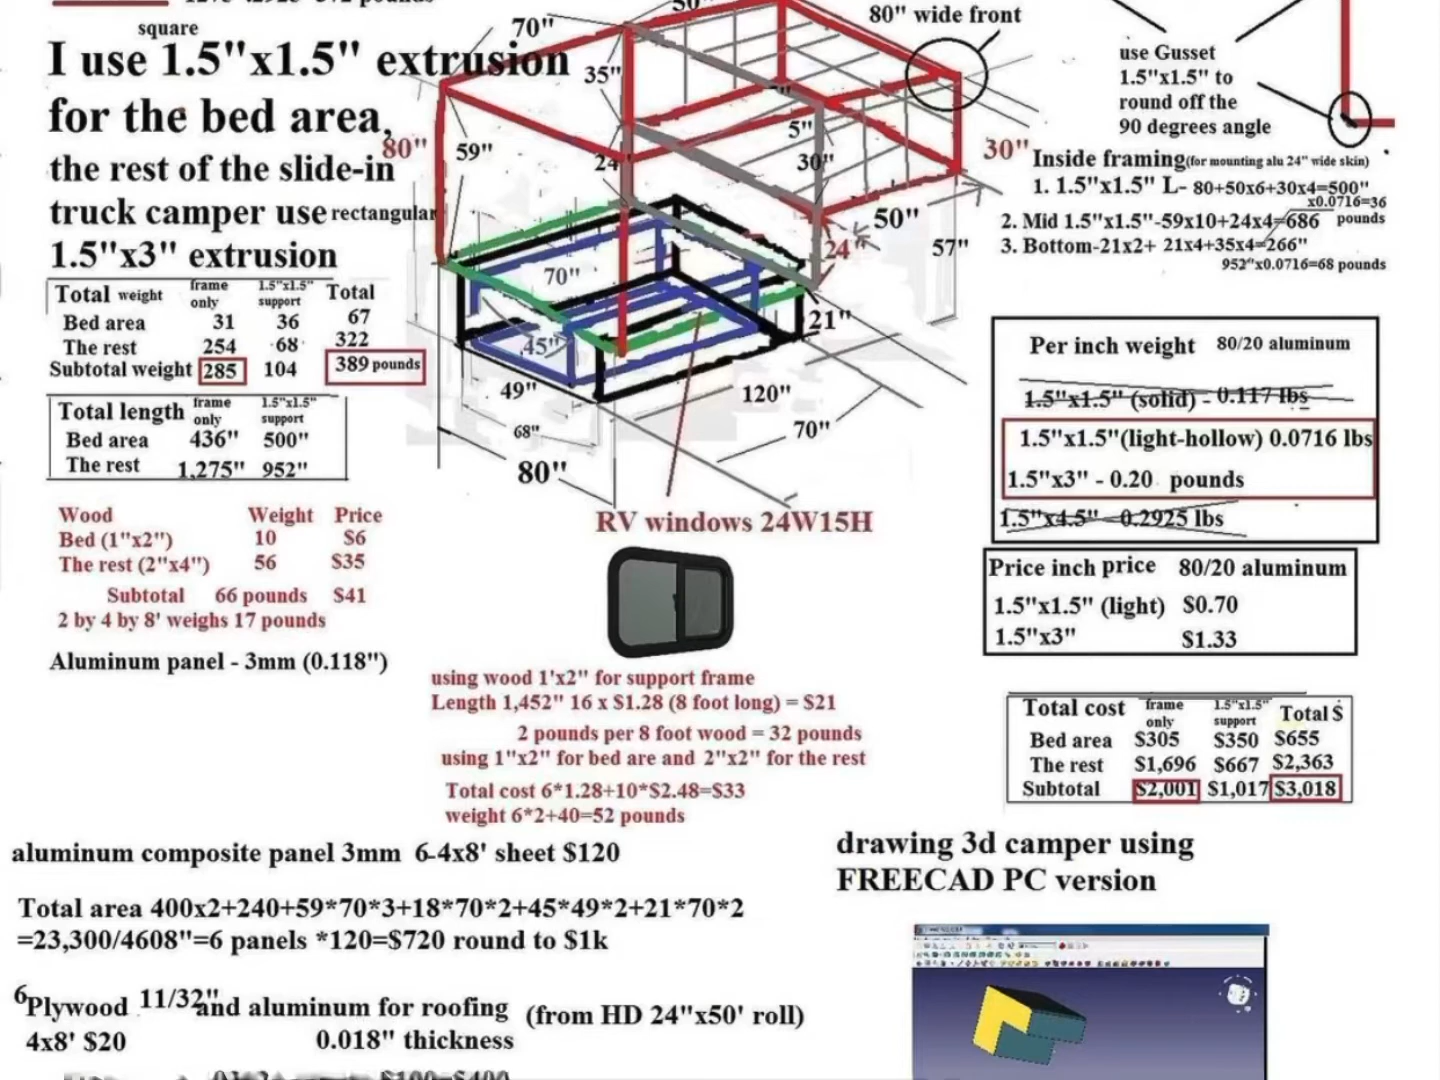 square
I use 1.5"x1.5" extrusion
for the bed area,
the rest of the slide-in
truck camper use rectangular
1.5"x3" extrusion
Total weight frame only 1.5"x1.5" support Total
Bed area 31 36 67
The rest 254 68 322
Subtotal weight 285 104 389 pounds
Total length frame only 1.5"x1.5" support
Bed area 436" 500"
The rest 1,275" 952"
Wood Weight Price
Bed (1"x2") 10 $6
The rest (2"x4") 56 $35
Subtotal 66 pounds $41
2 by 4 by 8' weighs 17 pounds
Aluminum panel - 3mm (0.118")
50"
70"
80" wide front
35"
80"
59"
24
5"
30"
30"
50"
24"
57"
70"
21"
45"
49"
120"
68"
70"
80"
RV windows 24W15H
using wood 1'x2" for support frame
Length 1,452" 16 x $1.28 (8 foot long) = $21
2 pounds per 8 foot wood = 32 pounds
using 1"x2" for bed are and 2"x2" for the rest
Total cost 6*1.28+10*$2.48=$33
weight 6*2+40=52 pounds
use Gusset
1.5"x1.5" to
round off the
90 degrees angle
Inside framing(for mounting alu 24" wide skin)
1. 1.5"x1.5" L- 80+50x6+30x4=500"
x0.0716=36
2. Mid 1.5"x1.5"-59x10+24x4=686 pounds
3. Bottom-21x2+ 21x4+35x4=266"
952"x0.0716=68 pounds
Per inch weight 80/20 aluminum
1.5"x1.5" (solid) - 0.117 lbs
1.5"x1.5"(light-hollow) 0.0716 lbs
1.5"x3" - 0.20 pounds
1.5"x4.5" 0.2925 lbs
Price inch price 80/20 aluminum
1.5"x1.5" (light) $0.70
1.5"x3" $1.33
Total cost frame only 1.5"x1.5" support Total $
Bed area $305 $350 $655
The rest $1,696 $667 $2,363
Subtotal $2,001 $1,017 $3,018
aluminum composite panel 3mm 6-4x8' sheet $120
Total area 400x2+240+59*70*3+18*70*2+45*49*2+21*70*2
=23,300/4608"=6 panels *120=$720 round to $1k
6 Plywood 11/32" and aluminum for roofing (from HD 24"x50' roll)
4x8' $20 0.018" thickness
drawing 3d camper using
FREECAD PC version